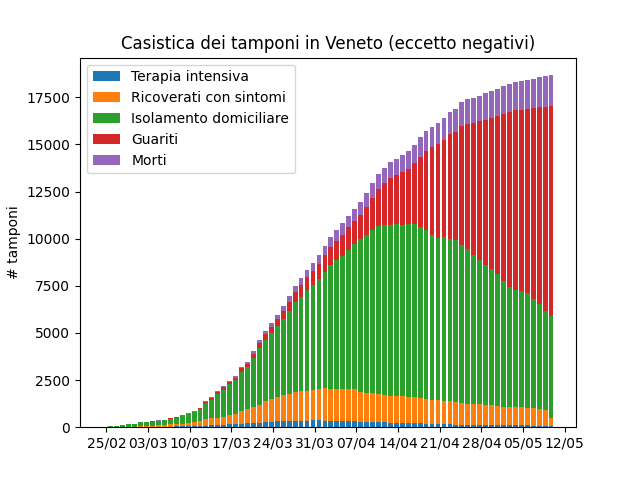 Casistica dei tamponi in Veneto (eccetto negativi)
Terapia intensiva
Ricoverati con sintomi
Isolamento domiciliare
Guariti
Morti
# tamponi
17500
15000
12500
10000
7500
5000
2500
0
25/02 03/03 10/03 17/03 24/03 31/03 07/04 14/04 21/04 28/04 05/05 12/05